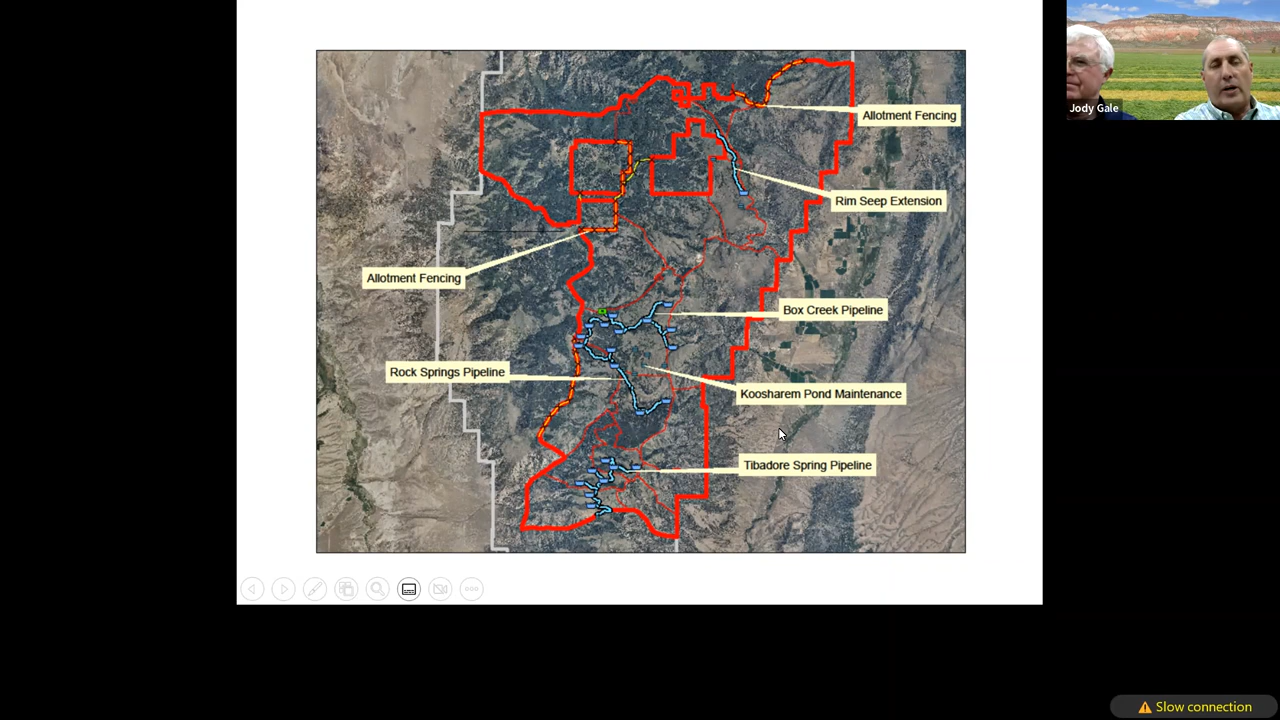 Jody Gale
Allotment Fencing
Rim Seep Extension
Allotment Fencing
Box Creek Pipeline
Rock Springs Pipeline
Koosharem Pond Maintenance
Tibadore Spring Pipeline
Slow connection